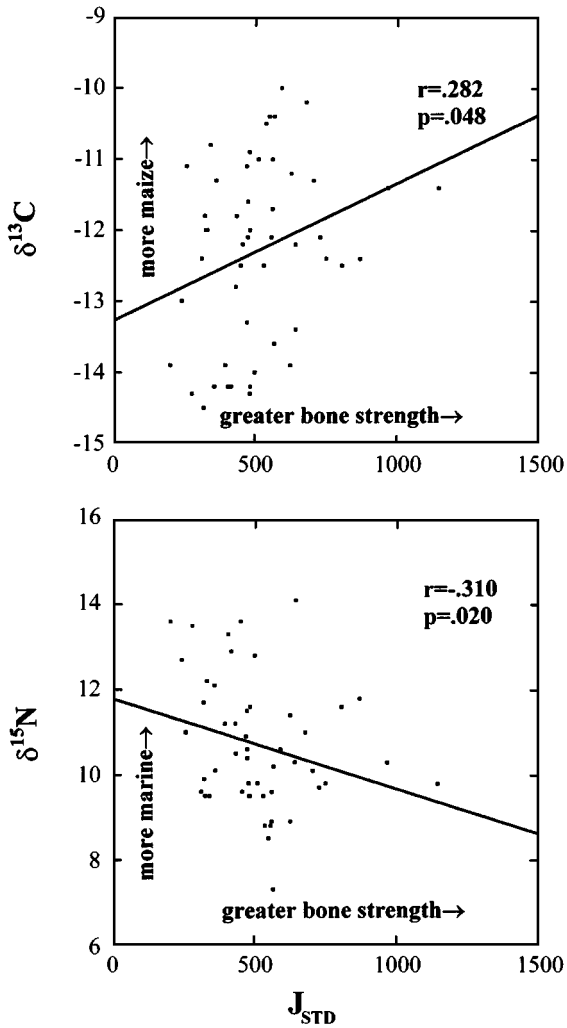 -9
-10
r=.282
p=.048
-11
-12
-13
-14
-15
δ¹³C
more maize→
greater bone strength→
0 500 1000 1500
16
14
r=-.310
p=.020
12
10
8
6
δ¹⁵N
more marine→
greater bone strength→
0 500 1000 1500
J_STD